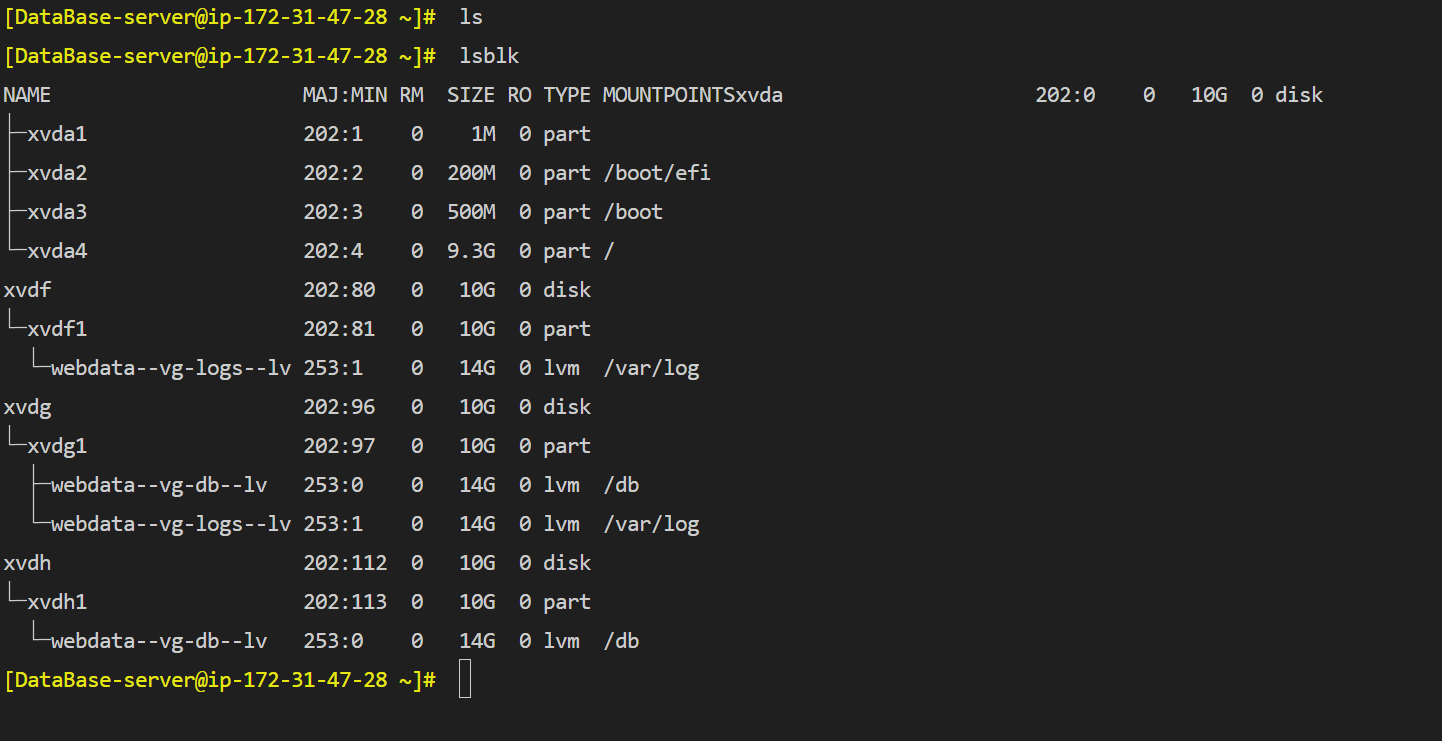 [DataBase-server@ip-172-31-47-28 ~]#  ls
[DataBase-server@ip-172-31-47-28 ~]#  lsblk
NAME                     MAJ:MIN RM  SIZE RO TYPE MOUNTPOINTSxvda                     202:0    0   10G  0 disk
├─xvda1                  202:1    0    1M  0 part
├─xvda2                  202:2    0  200M  0 part /boot/efi
├─xvda3                  202:3    0  500M  0 part /boot
└─xvda4                  202:4    0  9.3G  0 part /
xvdf                     202:80   0   10G  0 disk
└─xvdf1                  202:81   0   10G  0 part
  └─webdata--vg-logs--lv 253:1    0   14G  0 lvm  /var/log
xvdg                     202:96   0   10G  0 disk
└─xvdg1                  202:97   0   10G  0 part
  ├─webdata--vg-db--lv   253:0    0   14G  0 lvm  /db
  └─webdata--vg-logs--lv 253:1    0   14G  0 lvm  /var/log
xvdh                     202:112  0   10G  0 disk
└─xvdh1                  202:113  0   10G  0 part
  └─webdata--vg-db--lv   253:0    0   14G  0 lvm  /db
[DataBase-server@ip-172-31-47-28 ~]#